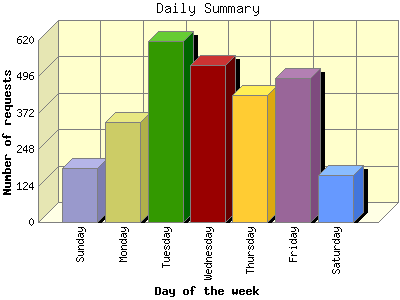 Daily Summary
Number of requests
620
496
372
248
124
0
Sunday
Monday
Tuesday
Wednesday
Thursday
Friday
Saturday
Day of the week